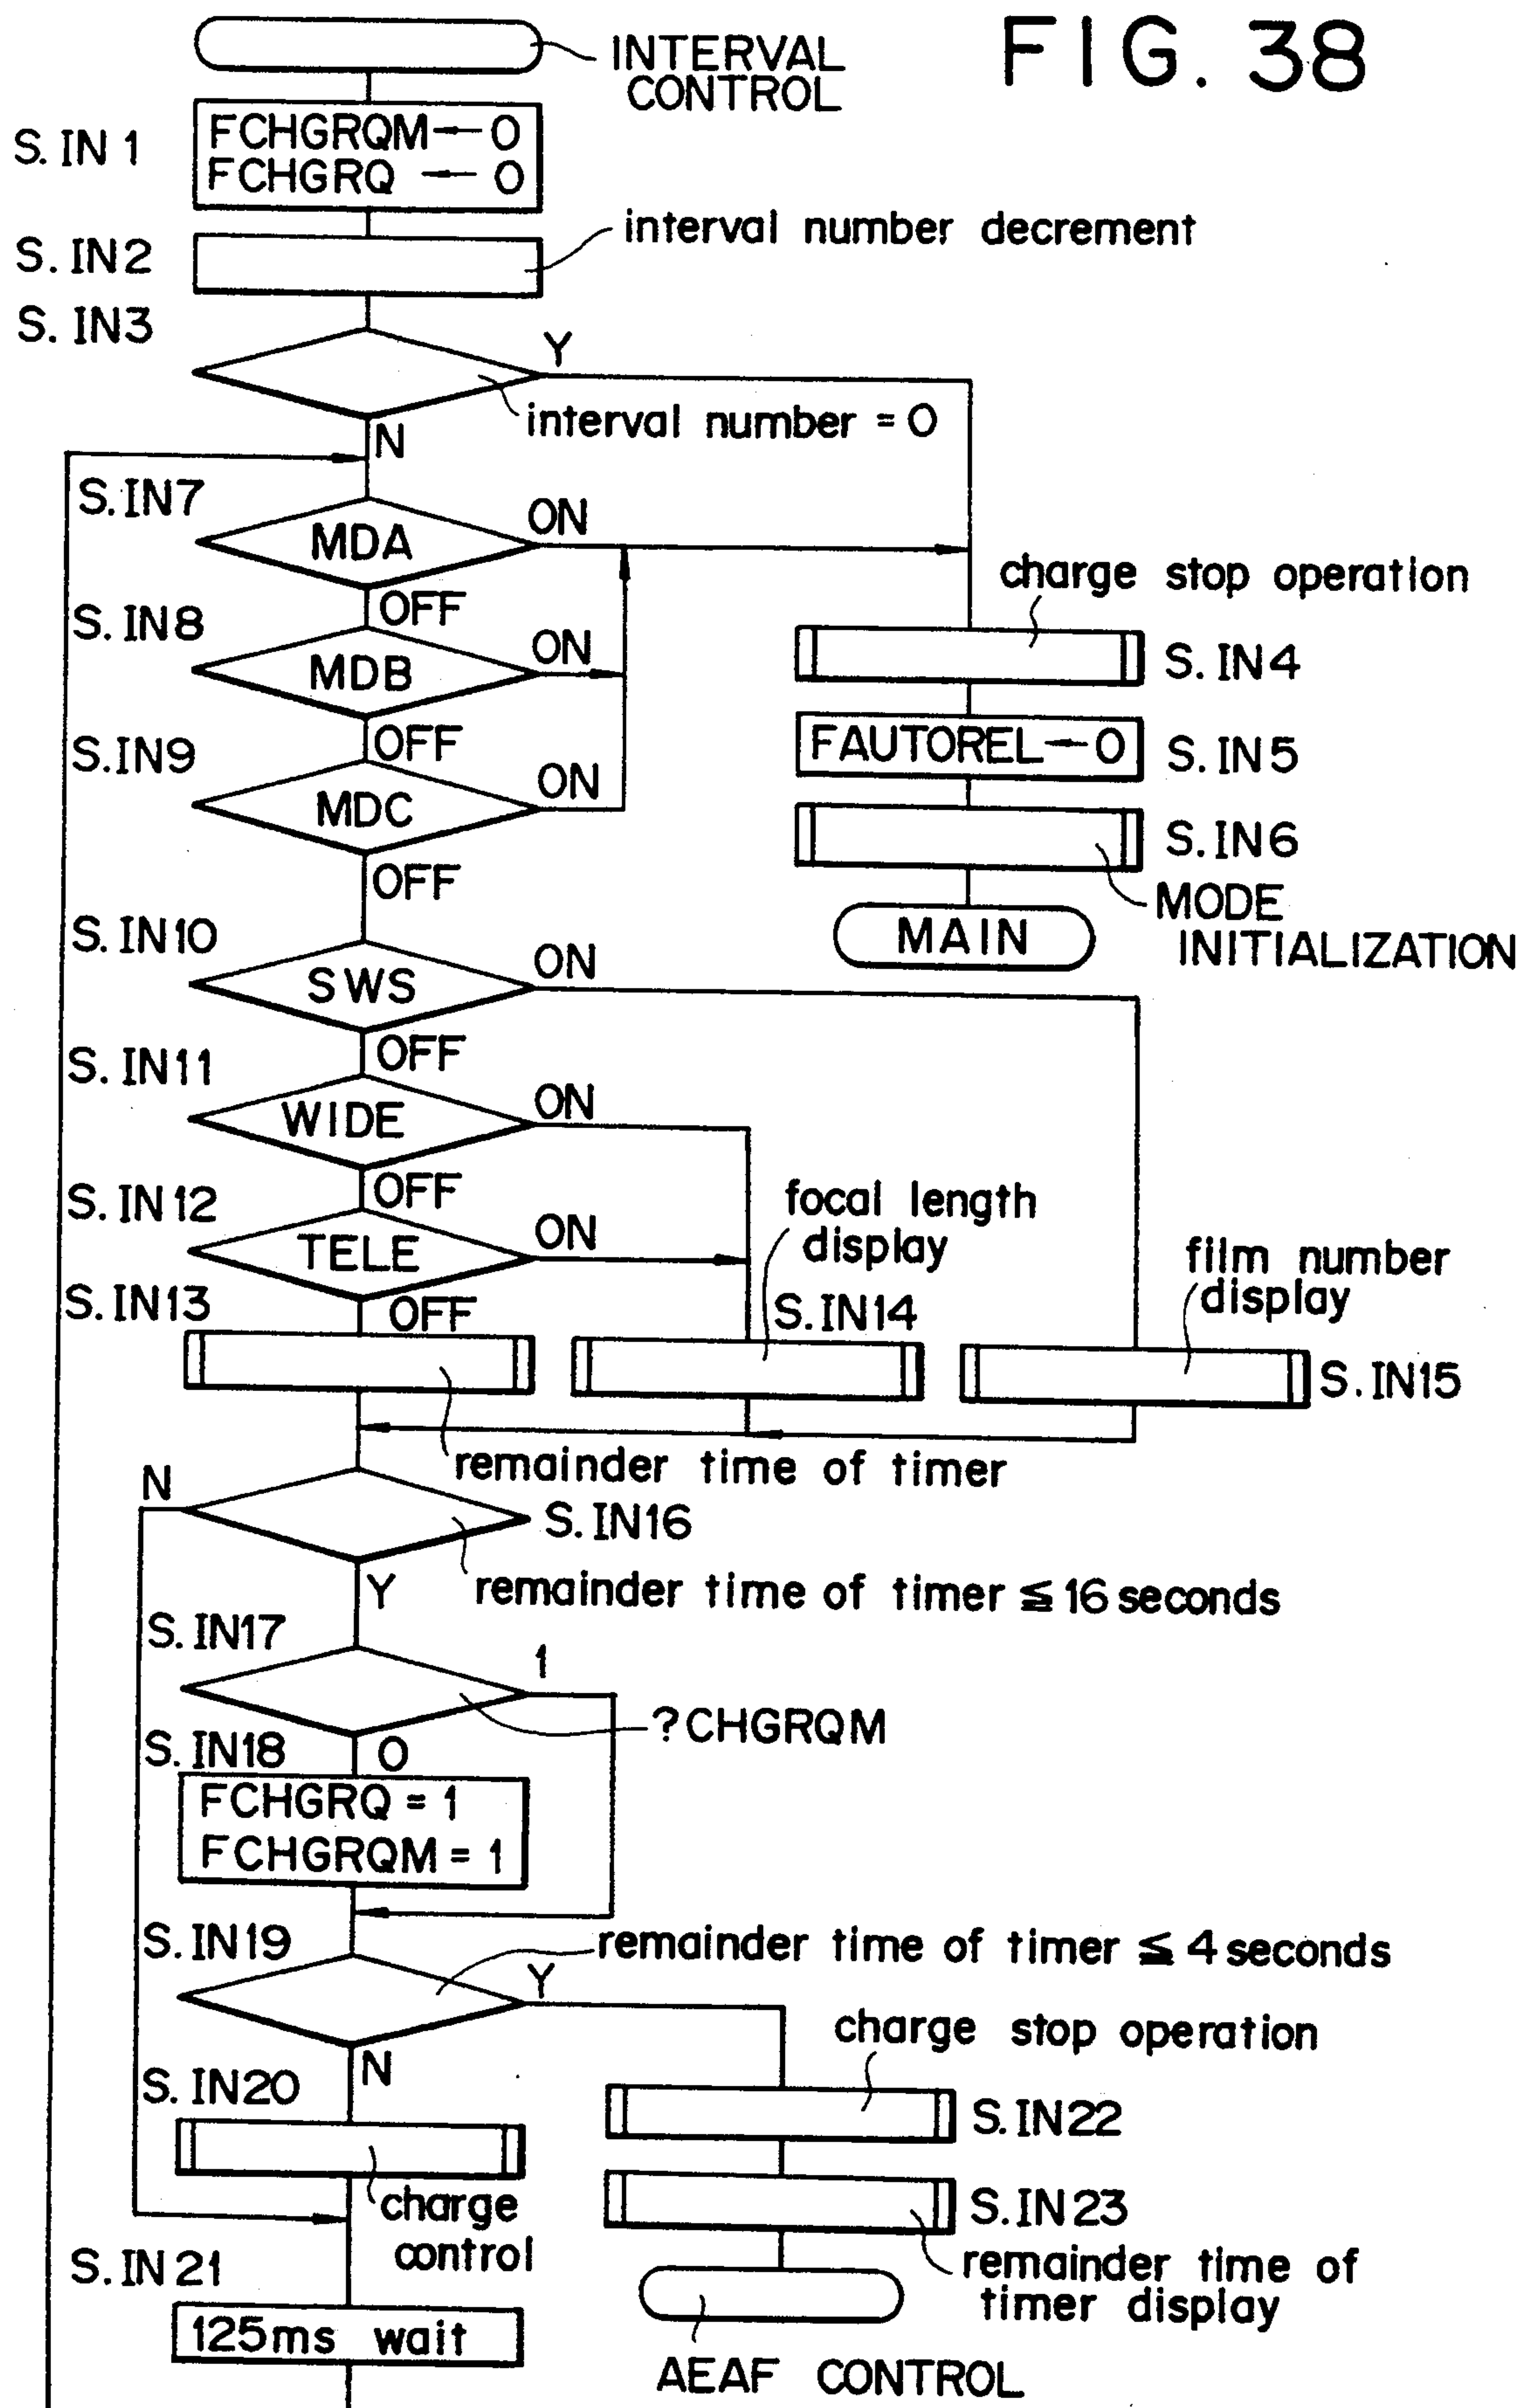 FIG. 38
INTERVAL
CONTROL
S. IN 1
FCHGRQM ← 0
FCHGRQ ← 0
S. IN2
interval number decrement
S. IN3
Y
interval number = 0
N
S. IN7
MDA
ON
OFF
charge stop operation
S. IN4
S. IN8
MDB
ON
OFF
FAUTOREL ← 0
S. IN5
S. IN9
MDC
ON
OFF
S. IN6
MODE
INITIALIZATION
MAIN
S. IN10
SWS
ON
OFF
S. IN11
WIDE
ON
OFF
S. IN12
TELE
ON
OFF
focal length
display
film number
display
S. IN13
S. IN14
S. IN15
remainder time of timer
N
S. IN16
Y
remainder time of timer ≦ 16 seconds
S. IN17
1
?CHGRQM
S. IN18
0
FCHGRQ = 1
FCHGRQM = 1
S. IN19
remainder time of timer ≦ 4 seconds
Y
N
charge stop operation
S. IN20
S. IN22
charge
control
S. IN23
remainder time of
timer display
S. IN 21
125ms wait
AEAF CONTROL